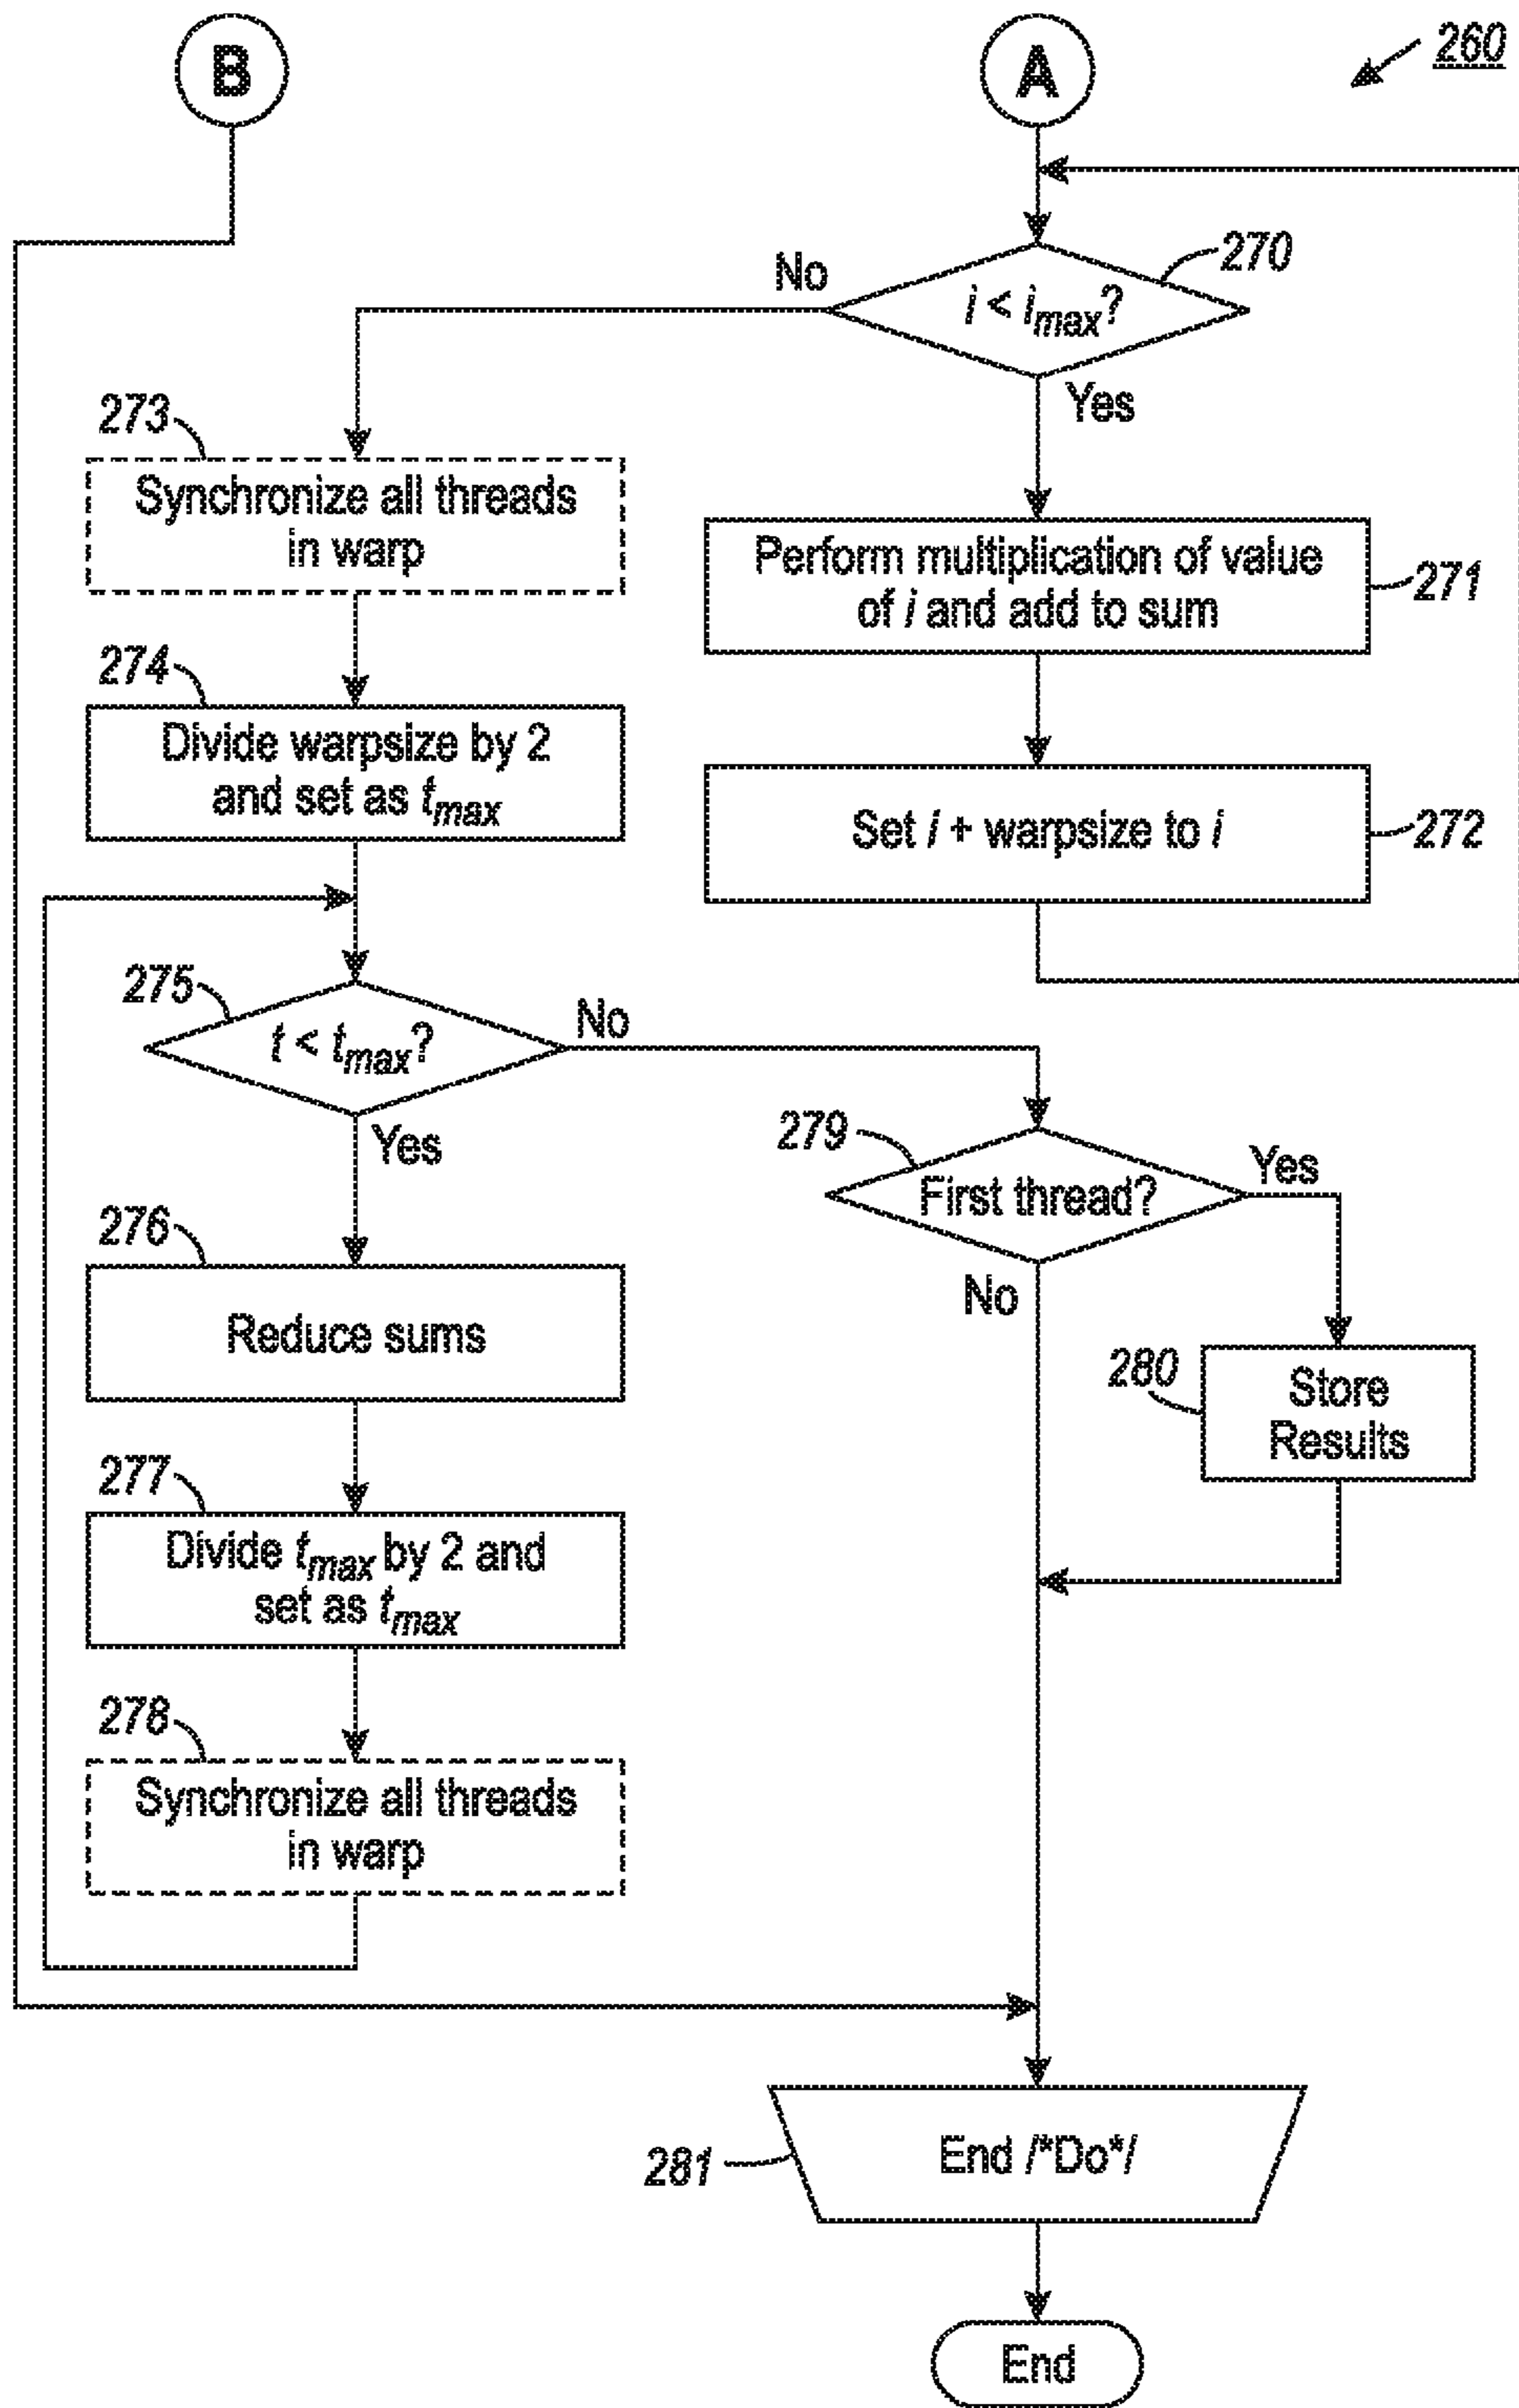 B
A
260
270
No
i < imax?
Yes
273
Synchronize all threads
in warp
Perform multiplication of value
of i and add to sum
271
274
Divide warpsize by 2
and set as tmax
Set i + warpsize to i
272
275
t < tmax?
No
Yes
279
First thread?
Yes
No
276
Reduce sums
280
Store
Results
277
Divide tmax by 2 and
set as tmax
278
Synchronize all threads
in warp
281
End /*Do*/
End